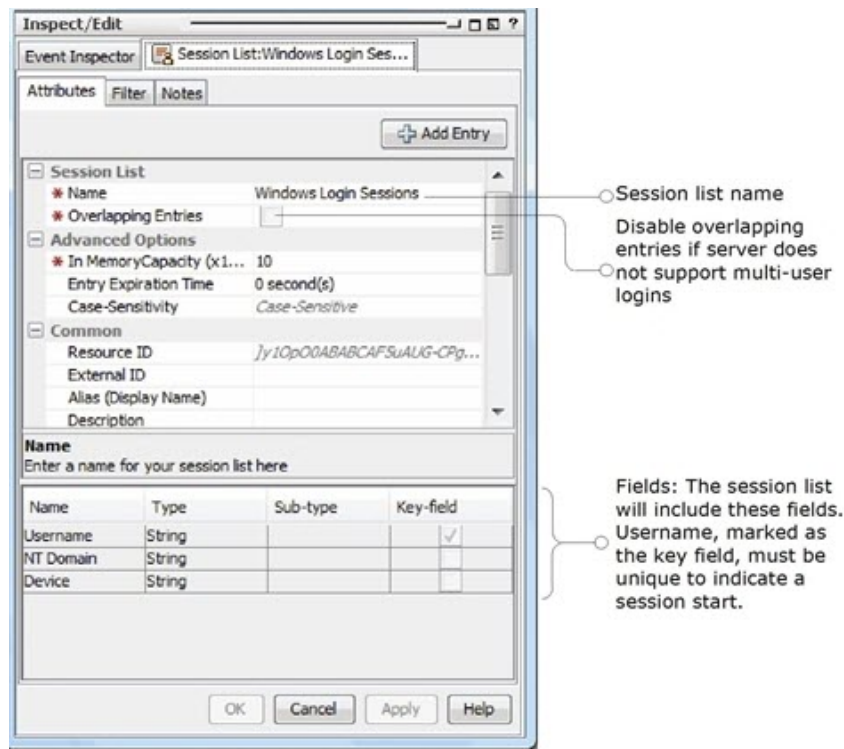 Inspect/Edit
Event Inspector
Session List:Windows Login Ses...
Attributes
Filter
Notes
Add Entry
Session List
* Name Windows Login Sessions
* Overlapping Entries
Advanced Options
* In MemoryCapacity (x1... 10
Entry Expiration Time 0 second(s)
Case-Sensitivity Case-Sensitive
Common
Resource ID
External ID
Alias (Display Name)
Description
Name
Enter a name for your session list here
Name Type Sub-type Key-field
Username String
NT Domain String
Device String
OK Cancel Apply Help
Session list name
Disable overlapping
entries if server does
not support multi-user
logins
Fields: The session list
will include these fields.
Username, marked as
the key field, must be
unique to indicate a
session start.